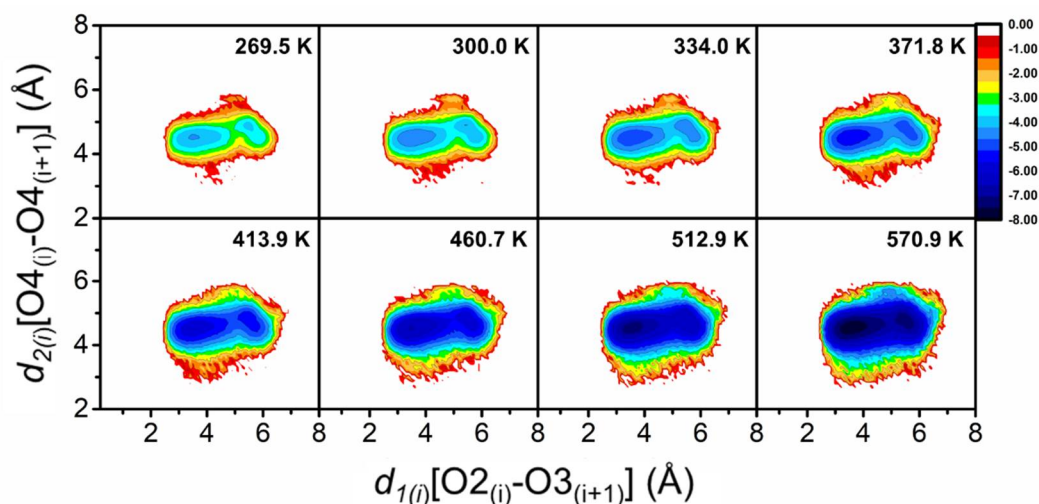 8
6
4
2
269.5 K
300.0 K
334.0 K
371.8 K
0.00
-1.00
-2.00
-3.00
-4.00
-5.00
-6.00
-7.00
-8.00
6
4
2
413.9 K
460.7 K
512.9 K
570.9 K
2 4 6 8 2 4 6 8 2 4 6 8 2 4 6 8
d2(i)[O4(i)-O4(i+1)] (Å)
d1(i)[O2(i)-O3(i+1)] (Å)